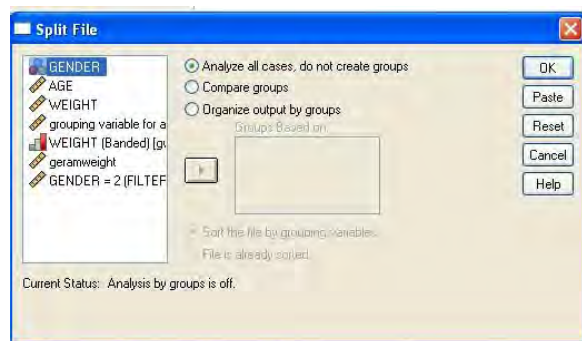 Split File
GENDER
AGE
WEIGHT
grouping variable for a
WEIGHT (Banded) [gu
geramweight
GENDER = 2 (FILTEF
Analyze all cases, do not create groups
Compare groups
Organize output by groups
Groups Based on:
Sort the file by grouping variables
File is already sorted
OK
Paste
Reset
Cancel
Help
Current Status: Analysis by groups is off.